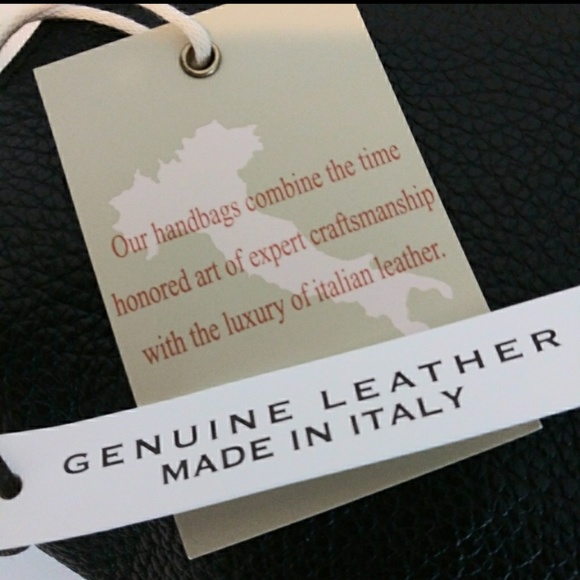 Our handbags combine the time
honored art of expert craftsmanship
with the luxury of italian leather.
GENUINE LEATHER
MADE IN ITALY